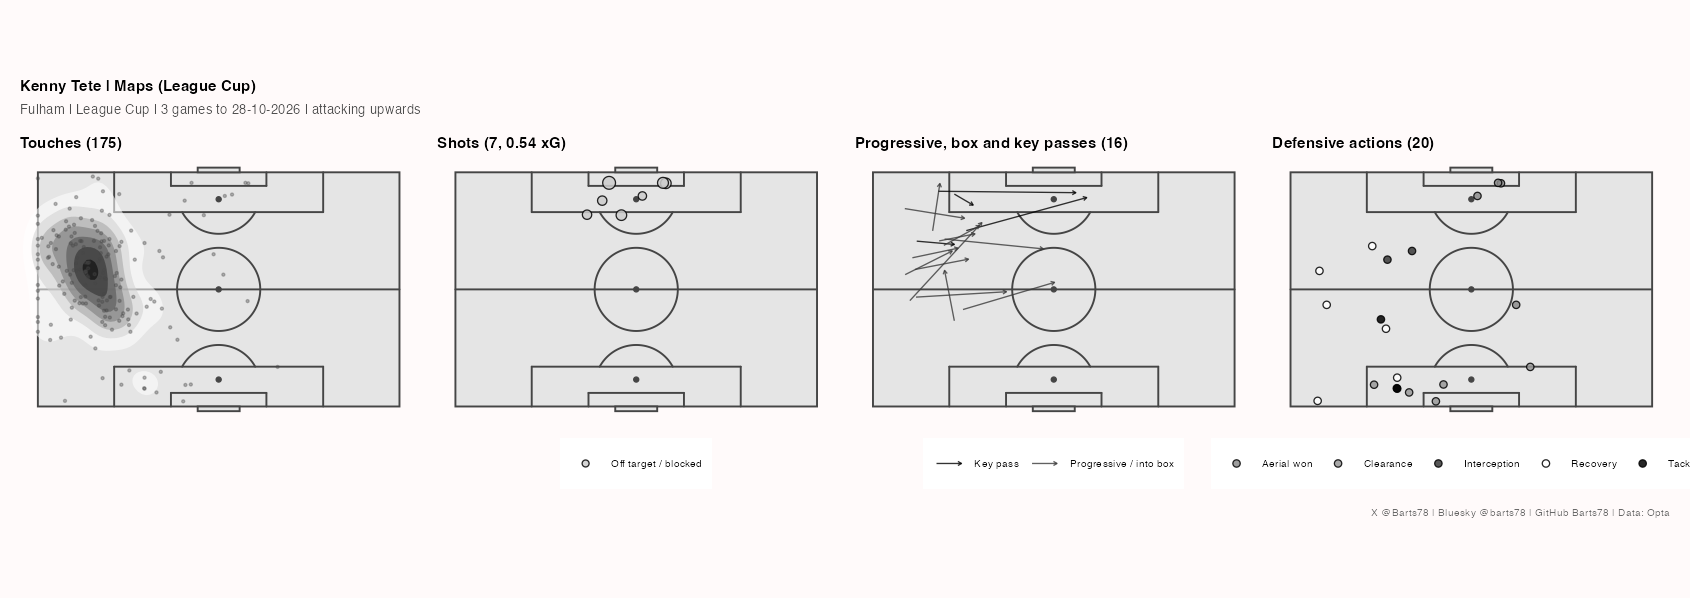 Kenny Tete | Maps (League Cup)
Fulham | League Cup | 3 games to 28-10-2026 | attacking upwards
Touches (175)
Shots (7, 0.54 xG)
Progressive, box and key passes (16)
Defensive actions (20)
Off target / blocked
Key pass
Progressive / into box
Aerial won
Clearance
Interception
Recovery
Tack
X @Barts78 | Bluesky @barts78 | GitHub Barts78 | Data: Opta